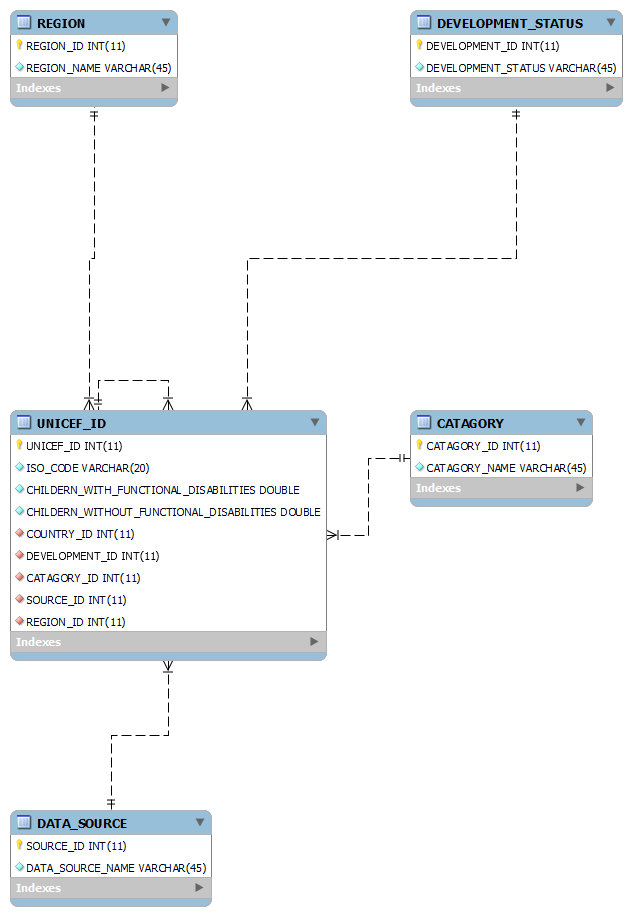 REGION
REGION_ID INT(11)
REGION_NAME VARCHAR(45)
Indexes
DEVELOPMENT_STATUS
DEVELOPMENT_ID INT(11)
DEVELOPMENT_STATUS VARCHAR(45)
Indexes
UNICEF_ID
UNICEF_ID INT(11)
ISO_CODE VARCHAR(20)
CHILDERN_WITH_FUNCTIONAL_DISABILITIES DOUBLE
CHILDERN_WITHOUT_FUNCTIONAL_DISABILITIES DOUBLE
COUNTRY_ID INT(11)
DEVELOPMENT_ID INT(11)
CATAGORY_ID INT(11)
SOURCE_ID INT(11)
REGION_ID INT(11)
Indexes
CATAGORY
CATAGORY_ID INT(11)
CATAGORY_NAME VARCHAR(45)
Indexes
DATA_SOURCE
SOURCE_ID INT(11)
DATA_SOURCE_NAME VARCHAR(45)
Indexes